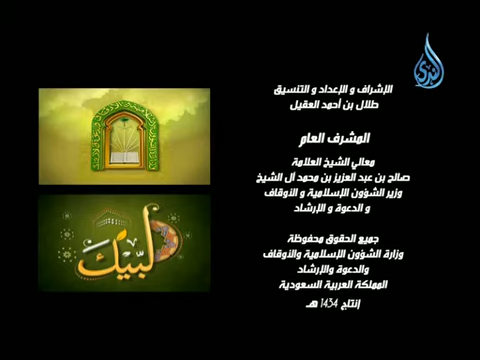 الندى
الإشراف و الإعداد و التنسيق
طلال بن أحمد العقيل
المشرف العام
معالي الشيخ العلامة
صالح بن عبد العزيز بن محمد آل الشيخ
وزير الشؤون الإسلامية و الأوقاف
و الدعوة و الإرشاد
جميع الحقوق محفوظة
وزارة الشؤون الإسلامية والأوقاف
والدعوة والإرشاد
المملكة العربية السعودية
إنتاج 1434 هـ
لبيك